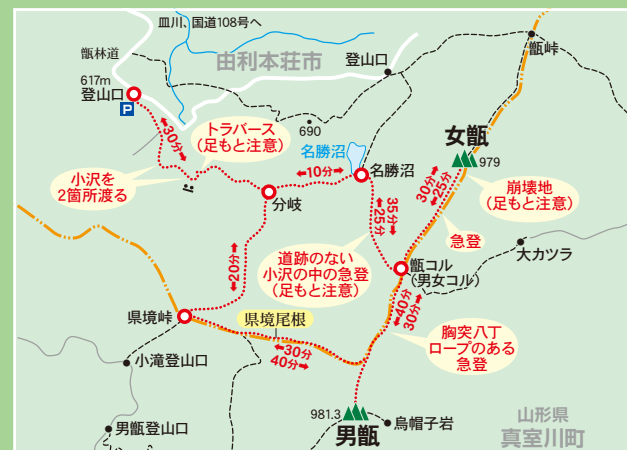 皿川、国道108号へ
甑林道
由利本荘市
617m
登山口
P
登山口
甑峠
←30分→
トラバース
(足もと注意)
690
名勝沼
女甑
979
小沢を
2箇所渡る
←10分→
名勝沼
分岐
35分→
←25分
30分→
←25分
崩壊地
(足もと注意)
急登
大カツラ
←20分→
道跡のない
小沢の中の急登
(足もと注意)
甑コル
(男女コル)
県境峠
県境尾根
←40分
30分→
胸突八丁
ロープのある
急登
←30分
40分→
小滝登山口
男甑登山口
981.3
男甑
烏帽子岩
山形県
真室川町